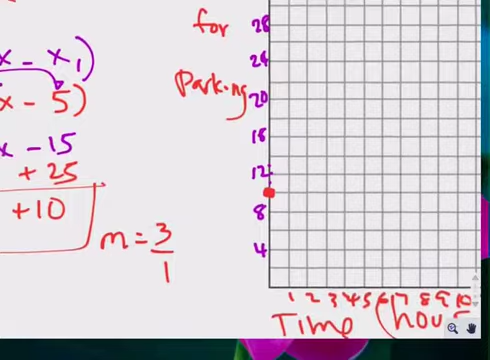 for
28
x - x₁)
24
Parking
x - 5)
20
x - 15
16
+ 25
12
+10
8
m = 3/1
4
1 2 3 4 5 6 7 8 9 10
Time (hou